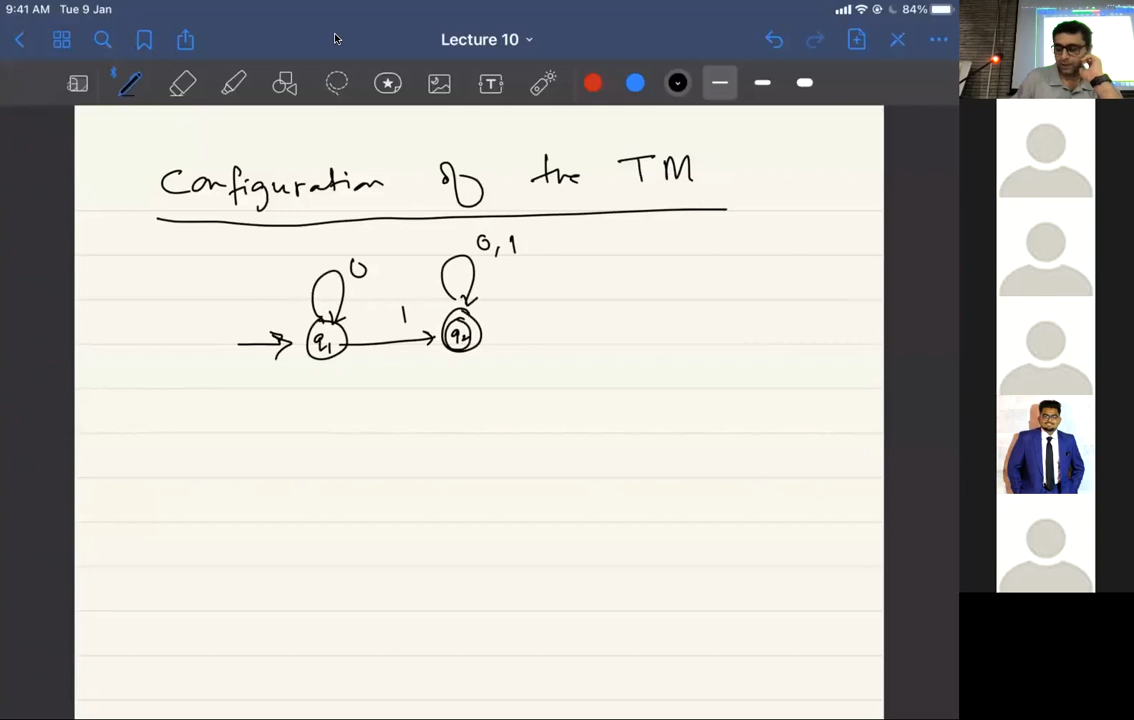 9:41 AM Tue 9 Jan
84%
Lecture 10
T
Configuration of the TM
0
0, 1
1
q1
q2